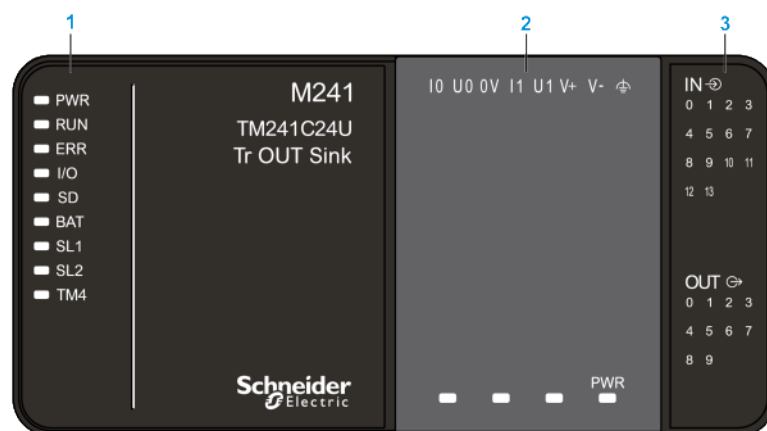 1
2
3
PWR
RUN
ERR
I/O
SD
BAT
SL1
SL2
TM4
M241
TM241C24U
Tr OUT Sink
Schneider
Electric
I0 U0 0V I1 U1 V+ V-
PWR
IN
0 1 2 3
4 5 6 7
8 9 10 11
12 13
OUT
0 1 2 3
4 5 6 7
8 9